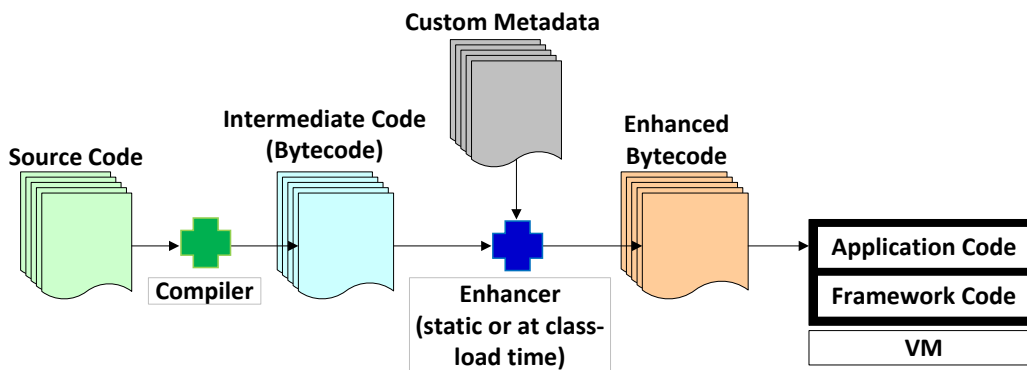 Custom Metadata
Intermediate Code
(Bytecode)
Enhanced
Bytecode
Source Code
Compiler
Enhancer
(static or at class-
load time)
Application Code
Framework Code
VM